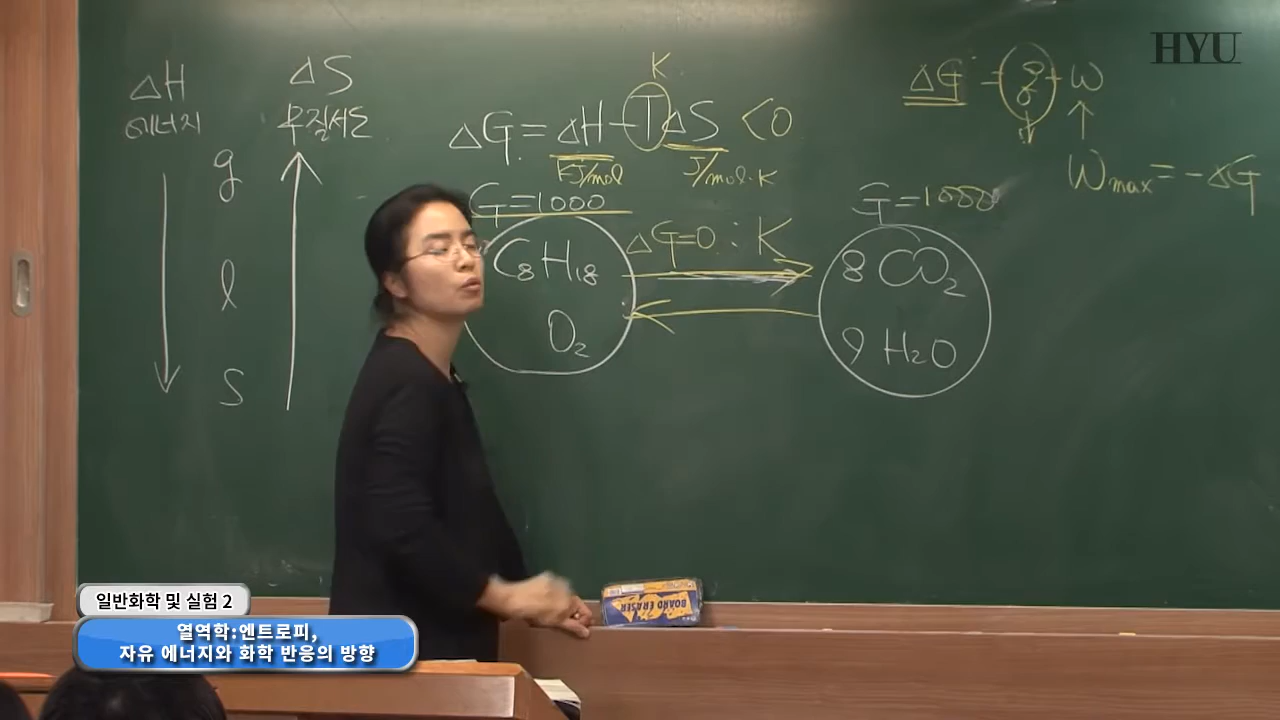 HYU
ΔH
에너지
ΔS
무질서도
g
l
s
K
ΔG = ΔH - TΔS < 0
kJ/mol
J/mol·K
ΔG = q + w
Wmax = -ΔG
G=1000
C8H18
O2
ΔG=0 : K
G=1000
8 CO2
9 H2O
BOARD ERASER
일반화학 및 실험 2
열역학:엔트로피,
자유 에너지와 화학 반응의 방향